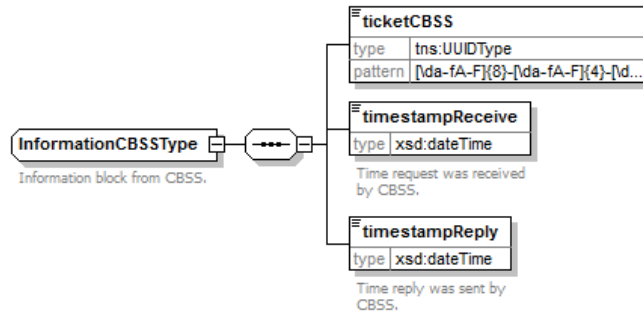 ticketCBSS
type tns:UUIDType
pattern [\da-fA-F]{8}-[\da-fA-F]{4}-[\d...
InformationCBSSType
Information block from CBSS.
timestampReceive
type xsd:dateTime
Time request was received
by CBSS.
timestampReply
type xsd:dateTime
Time reply was sent by
CBSS.